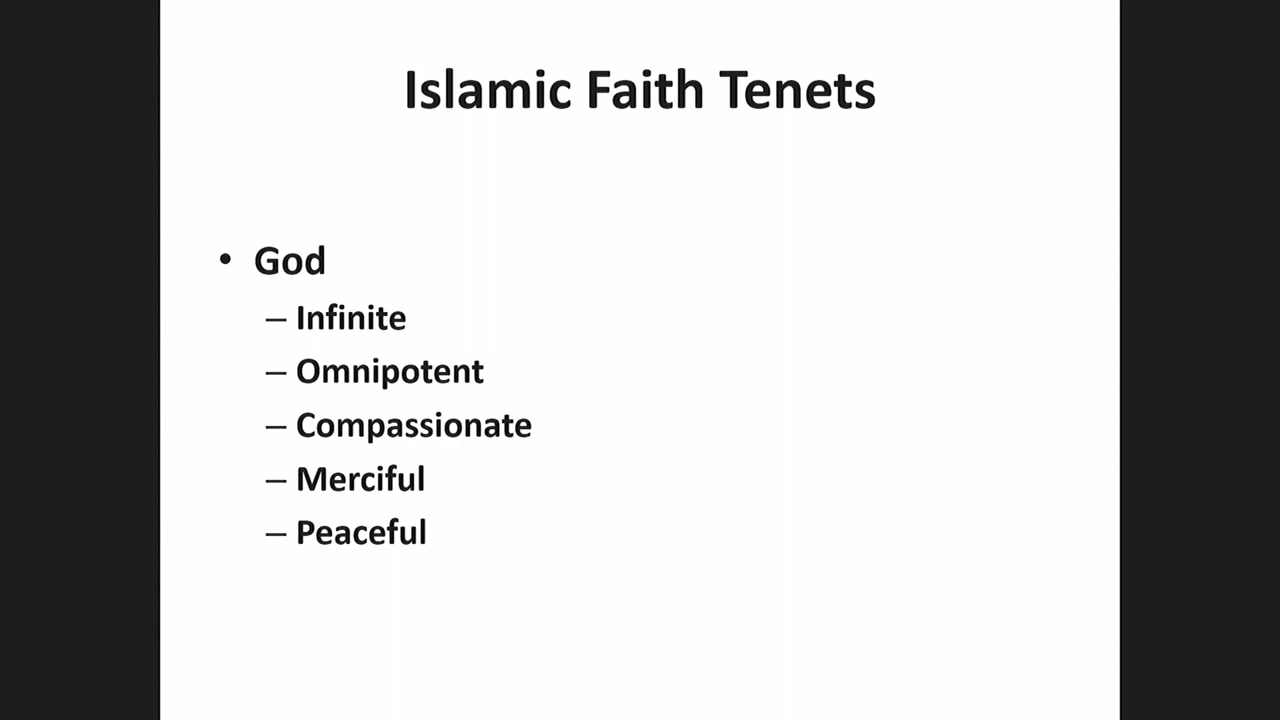 Islamic Faith Tenets
• God
– Infinite
– Omnipotent
– Compassionate
– Merciful
– Peaceful